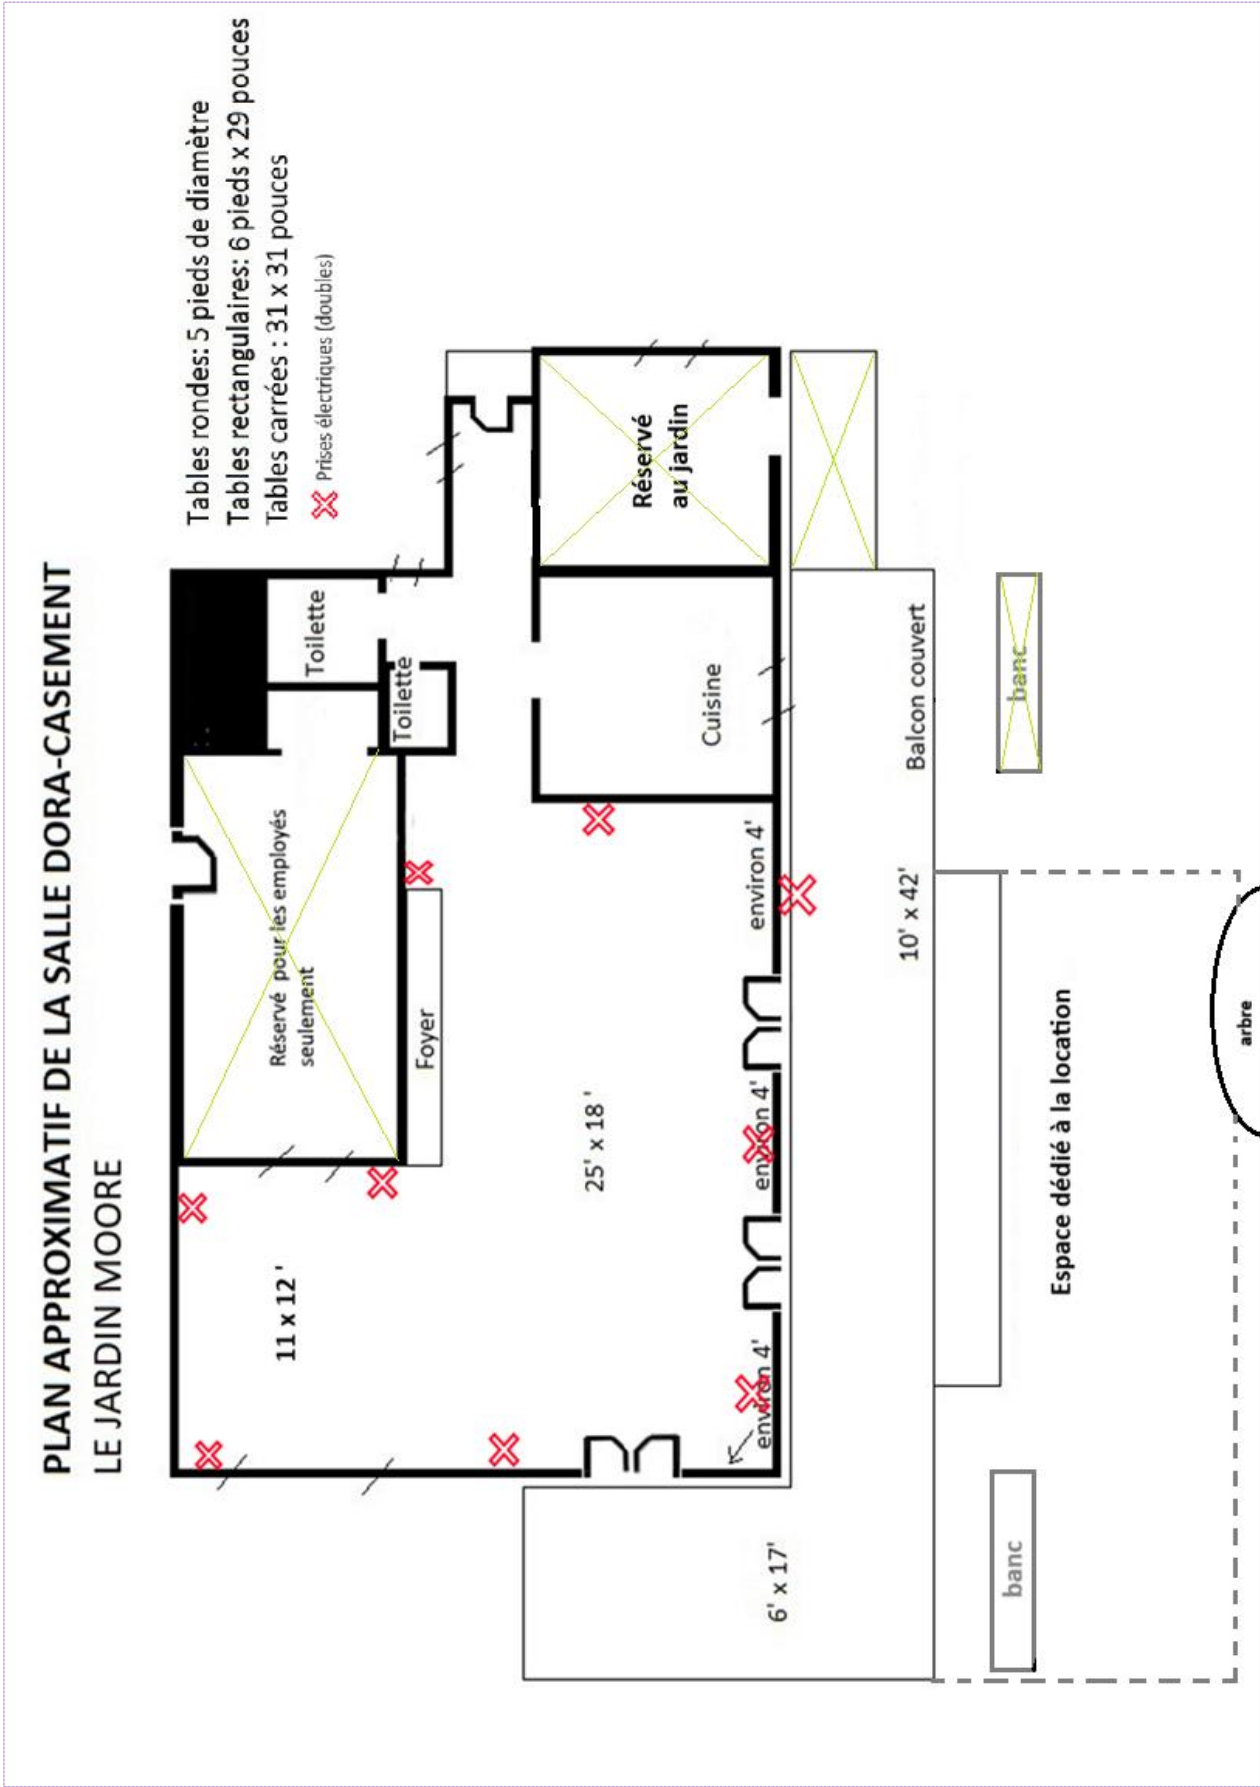 PLAN APPROXIMATIF DE LA SALLE DORA-CASEMENT
LE JARDIN MOORE
Tables rondes: 5 pieds de diamètre
Tables rectangulaires: 6 pieds x 29 pouces
Tables carrées : 31 x 31 pouces
Prises électriques (doubles)
Réservé pour les employés
seulement
Toilette
Toilette
11 x 12 '
Foyer
25' x 18 '
Cuisine
Réservé
au jardin
environ 4'
environ 4'
environ 4'
6' x 17'
10' x 42'
Balcon couvert
banc
Espace dédié à la location
banc
arbre